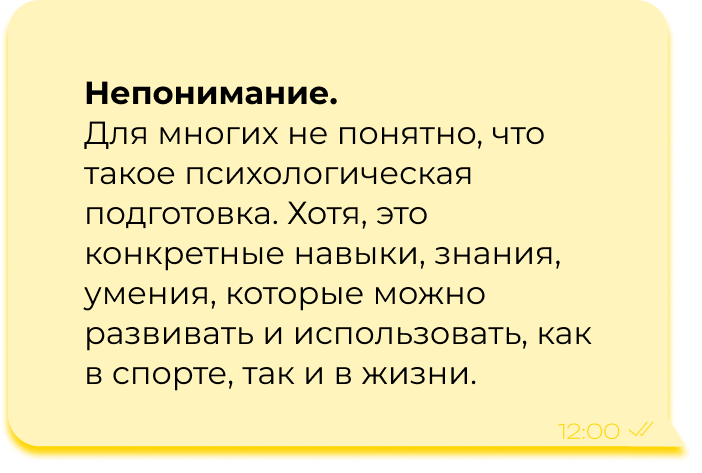 Непонимание.
Для многих не понятно, что
такое психологическая
подготовка. Хотя, это
конкретные навыки, знания,
умения, которые можно
развивать и использовать, как
в спорте, так и в жизни.
12:00